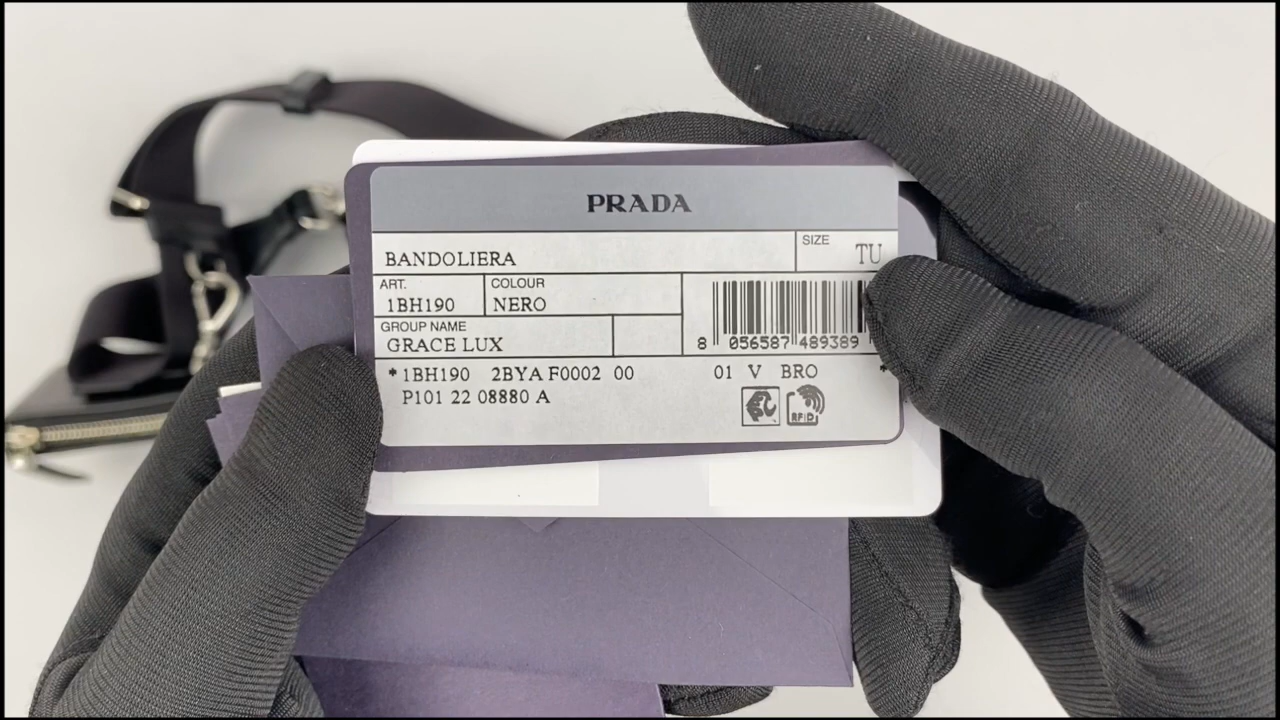 PRADA
BANDOLIERA
SIZE
TU
ART.
1BH190
COLOUR
NERO
GROUP NAME
GRACE LUX
8 056587 489389
*1BH190 2BYA F0002 00 01 V BRO *
P101 22 08880 A
RFiD